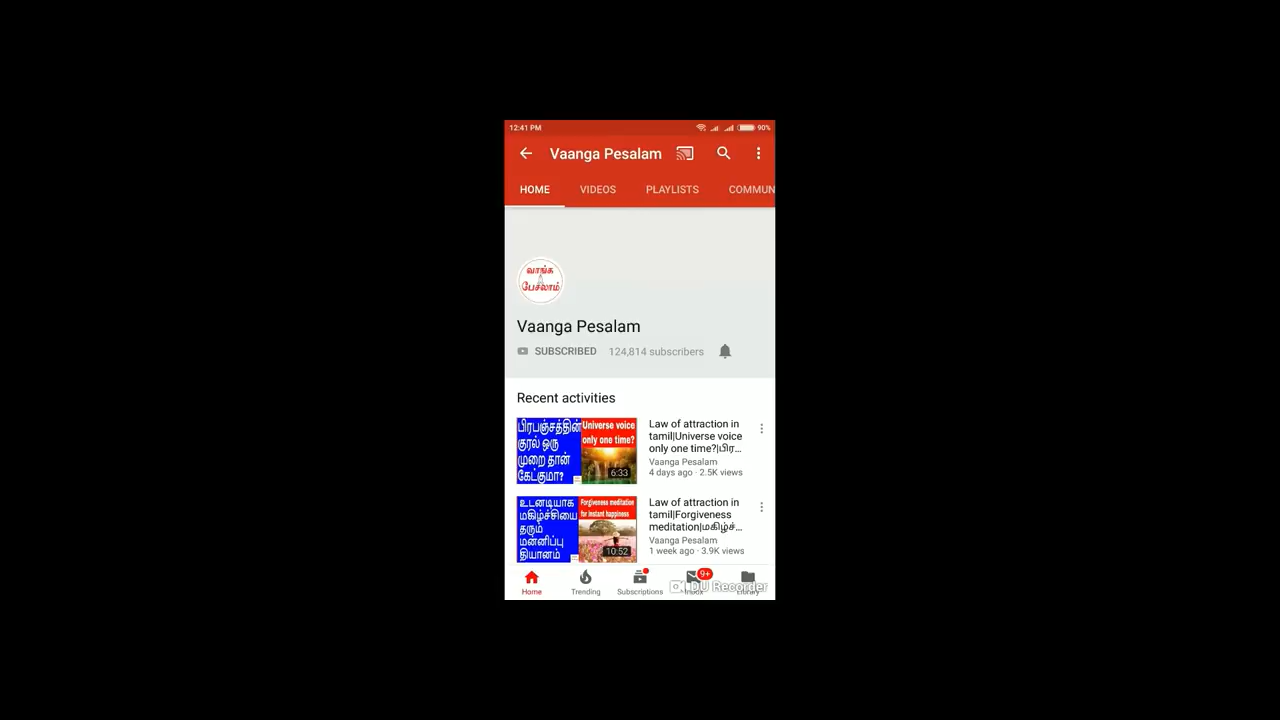 12:41 PM
90%
Vaanga Pesalam
HOME VIDEOS PLAYLISTS COMMUN
வாங்க
பேசலாம்
Vaanga Pesalam
SUBSCRIBED 124,814 subscribers
Recent activities
பிரபஞ்சத்தின்
குரல் ஒரு
முறை தான்
கேட்குமா?
Universe voice
only one time?
6:33
Law of attraction in
tamil|Universe voice
only one time?|பிர...
Vaanga Pesalam
4 days ago · 2.5K views
உடனடியாக
மகிழ்ச்சியை
தரும்
மன்னிப்பு
தியானம்
Forgiveness meditation
for instant happiness
10:52
Law of attraction in
tamil|Forgiveness
meditation|மகிழ்ச்...
Vaanga Pesalam
1 week ago · 3.9K views
9+
DU Recorder
Home Trending Subscriptions Inbox Library